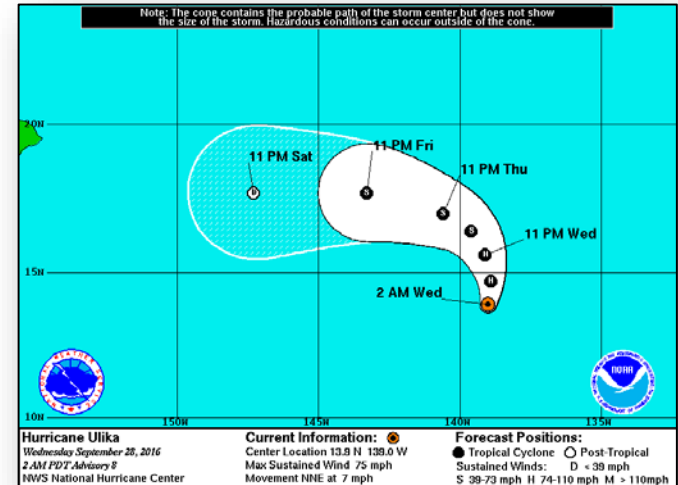 Note: The cone contains the probable path of the storm center but does not show
the size of the storm. Hazardous conditions can occur outside of the cone.
20N
11 PM Sat
11 PM Fri
11 PM Thu
D
S
S
S
11 PM Wed
H
H
15N
2 AM Wed
NOAA
10N
150W
145W
140W
135W
Hurricane Ulika
Wednesday September 28, 2016
2 AM PDT Advisory 8
NWS National Hurricane Center
Current Information:
Center Location 13.9 N 139.0 W
Max Sustained Wind 75 mph
Movement NNE at 7 mph
Forecast Positions:
Tropical Cyclone Post-Tropical
Sustained Winds: D < 39 mph
S 39-73 mph H 74-110 mph M > 110mph